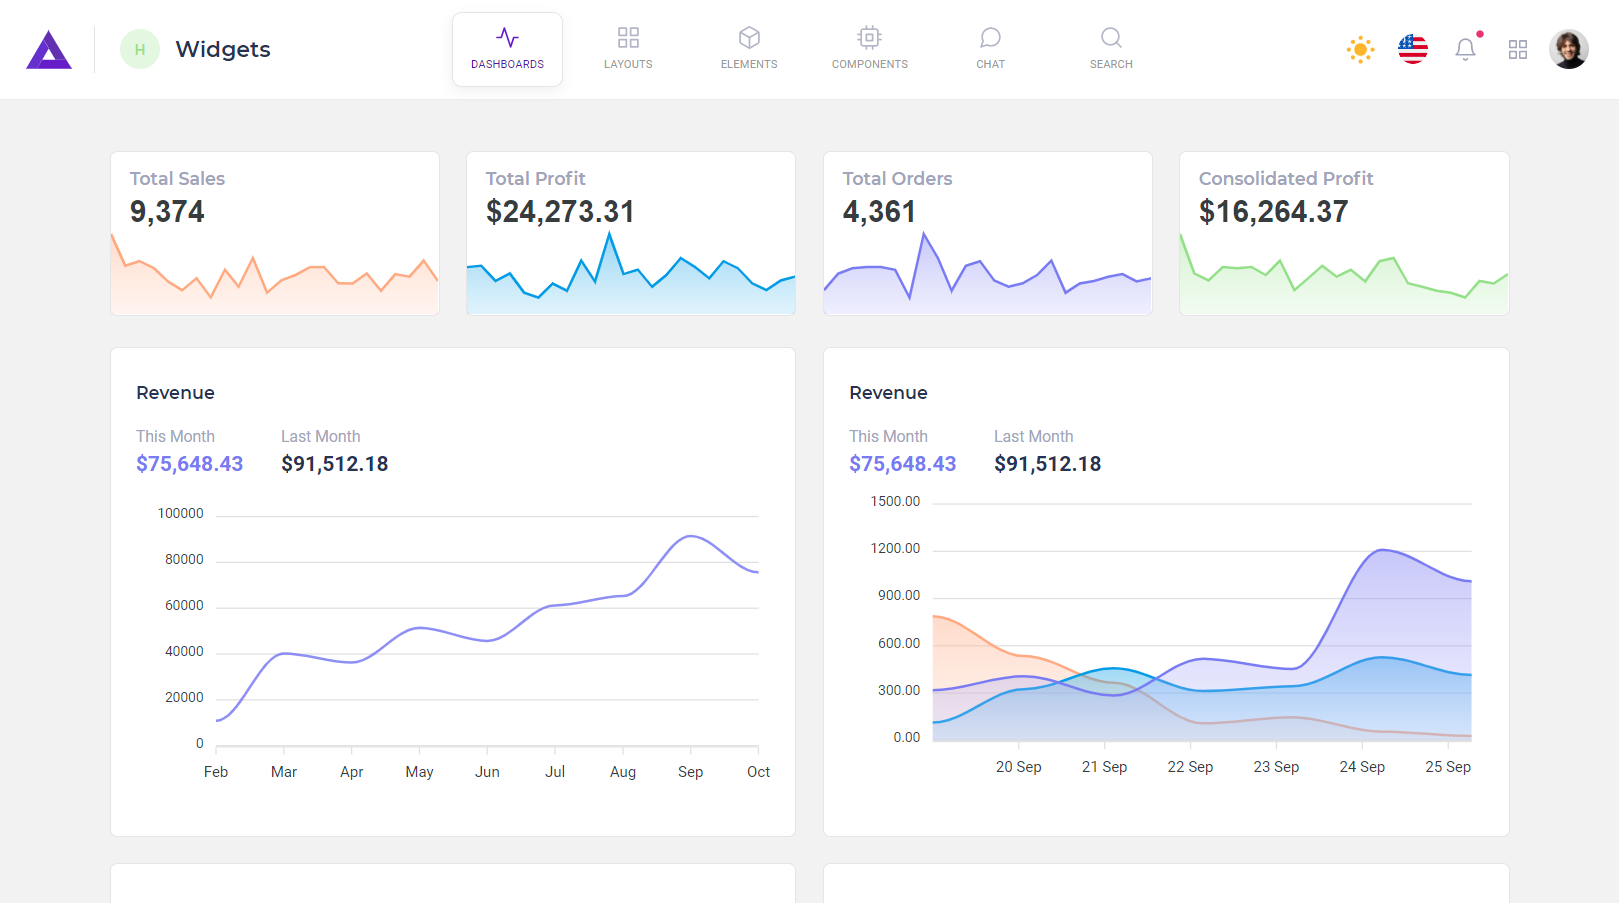 H
Widgets
DASHBOARDS
LAYOUTS
ELEMENTS
COMPONENTS
CHAT
SEARCH
Total Sales
9,374
Total Profit
$24,273.31
Total Orders
4,361
Consolidated Profit
$16,264.37
Revenue
This Month
Last Month
$75,648.43
$91,512.18
100000
80000
60000
40000
20000
0
Feb Mar Apr May Jun Jul Aug Sep Oct
Revenue
This Month
Last Month
$75,648.43
$91,512.18
1500.00
1200.00
900.00
600.00
300.00
0.00
20 Sep 21 Sep 22 Sep 23 Sep 24 Sep 25 Sep